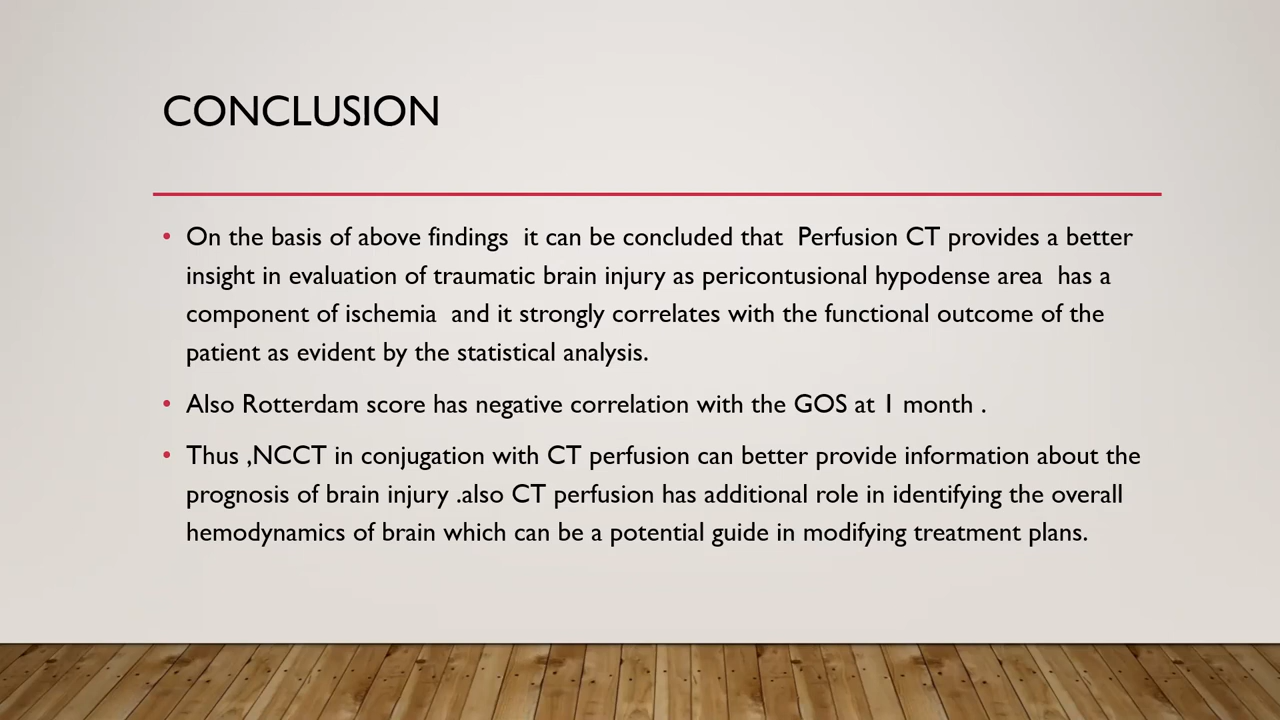 CONCLUSION
• On the basis of above findings  it can be concluded that  Perfusion CT provides a better
insight in evaluation of traumatic brain injury as pericontusional hypodense area  has a
component of ischemia  and it strongly correlates with the functional outcome of the
patient as evident by the statistical analysis.
• Also Rotterdam score has negative correlation with the GOS at 1 month .
• Thus ,NCCT in conjugation with CT perfusion can better provide information about the
prognosis of brain injury .also CT perfusion has additional role in identifying the overall
hemodynamics of brain which can be a potential guide in modifying treatment plans.